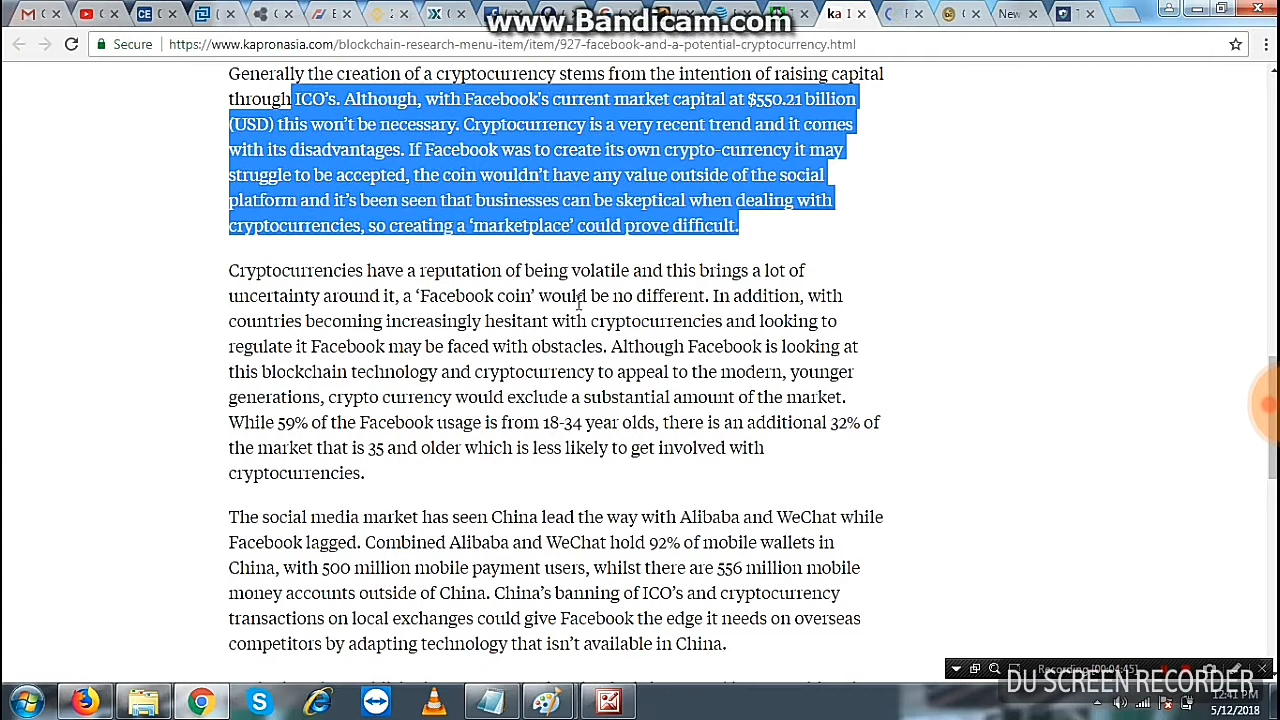 www.Bandicam.com
ka
New
Secure
https://www.kapronasia.com/blockchain-research-menu-item/item/927-facebook-and-a-potential-cryptocurrency.html
Generally the creation of a cryptocurrency stems from the intention of raising capital
through ICO's. Although, with Facebook's current market capital at $550.21 billion
(USD) this won't be necessary. Cryptocurrency is a very recent trend and it comes
with its disadvantages. If Facebook was to create its own crypto-currency it may
struggle to be accepted, the coin wouldn't have any value outside of the social
platform and it's been seen that businesses can be skeptical when dealing with
cryptocurrencies, so creating a ‘marketplace’ could prove difficult.
Cryptocurrencies have a reputation of being volatile and this brings a lot of
uncertainty around it, a ‘Facebook coin’ would be no different. In addition, with
countries becoming increasingly hesitant with cryptocurrencies and looking to
regulate it Facebook may be faced with obstacles. Although Facebook is looking at
this blockchain technology and cryptocurrency to appeal to the modern, younger
generations, crypto currency would exclude a substantial amount of the market.
While 59% of the Facebook usage is from 18-34 year olds, there is an additional 32% of
the market that is 35 and older which is less likely to get involved with
cryptocurrencies.
The social media market has seen China lead the way with Alibaba and WeChat while
Facebook lagged. Combined Alibaba and WeChat hold 92% of mobile wallets in
China, with 500 million mobile payment users, whilst there are 556 million mobile
money accounts outside of China. China's banning of ICO's and cryptocurrency
transactions on local exchanges could give Facebook the edge it needs on overseas
competitors by adapting technology that isn't available in China.
Recording [00:04:45]
DU SCREEN RECORDER
12:41 PM
5/12/2018